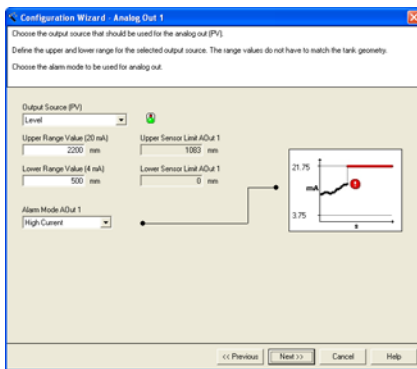 Configuration Wizard - Analog Out 1
Choose the output source that should be used for the analog out (PV).
Define the upper and lower range for the selected output source. The range values do not have to match the tank geometry.
Choose the alarm mode to be used for analog out.
Output Source (PV)
Level
Upper Range Value (20 mA) Upper Sensor Limit AOut 1
2200 mm 1083 mm
Lower Range Value (4 mA) Lower Sensor Limit AOut 1
500 mm 0 mm
Alarm Mode AOut 1
High Current
21.75
mA
3.75
<< Previous Next >> Cancel Help